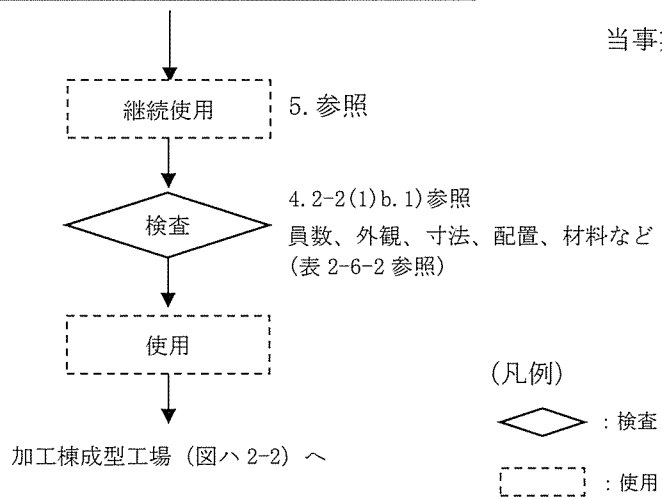 当事
継続使用
5.参照
検査
4.2-2(1)b.1)参照
員数、外観、寸法、配置、材料など
(表 2-6-2 参照)
使用
(凡例)
:検査
加工棟成型工場 (図ハ 2-2) へ
:使用